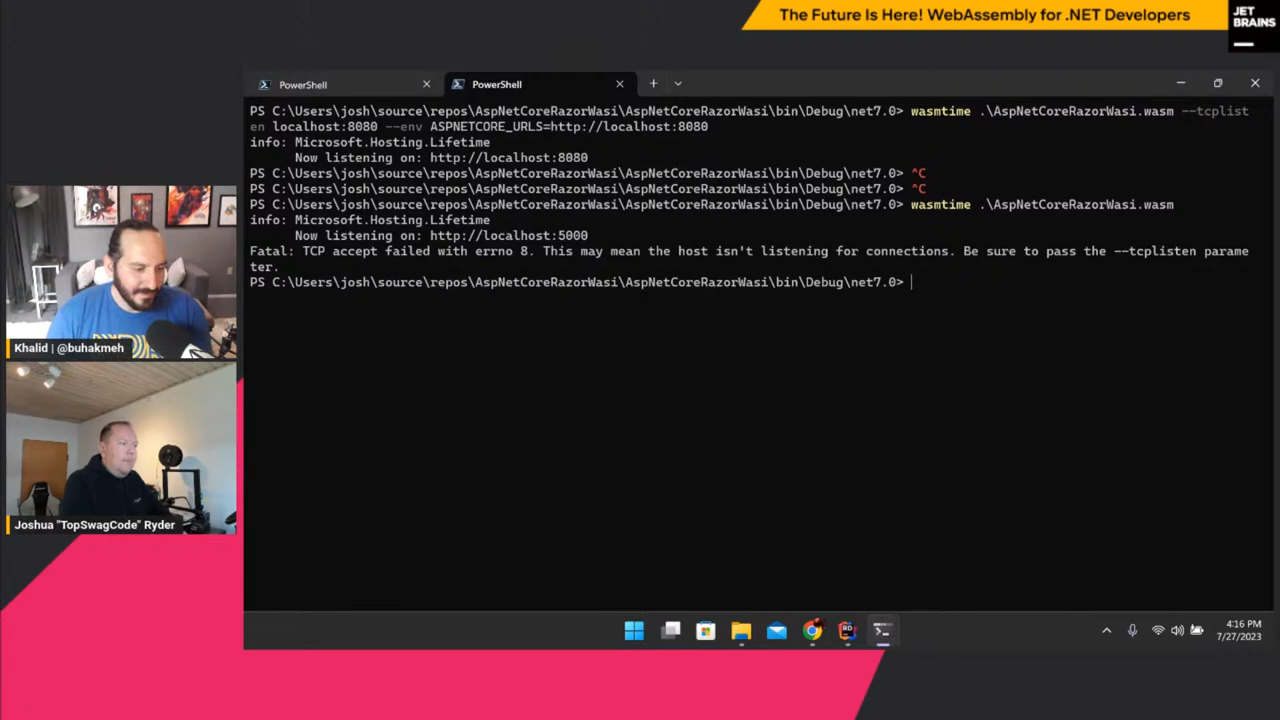 The Future Is Here! WebAssembly for .NET Developers
JET
BRAINS
PowerShell
PowerShell
PS C:\Users\josh\source\repos\AspNetCoreRazorWasi\AspNetCoreRazorWasi\bin\Debug\net7.0> wasmtime .\AspNetCoreRazorWasi.wasm --tcplist
en localhost:8080 --env ASPNETCORE_URLS=http://localhost:8080
info: Microsoft.Hosting.Lifetime
Now listening on: http://localhost:8080
PS C:\Users\josh\source\repos\AspNetCoreRazorWasi\AspNetCoreRazorWasi\bin\Debug\net7.0> ^C
PS C:\Users\josh\source\repos\AspNetCoreRazorWasi\AspNetCoreRazorWasi\bin\Debug\net7.0> ^C
PS C:\Users\josh\source\repos\AspNetCoreRazorWasi\AspNetCoreRazorWasi\bin\Debug\net7.0> wasmtime .\AspNetCoreRazorWasi.wasm
info: Microsoft.Hosting.Lifetime
Now listening on: http://localhost:5000
Fatal: TCP accept failed with errno 8. This may mean the host isn't listening for connections. Be sure to pass the --tcplisten parame
ter.
PS C:\Users\josh\source\repos\AspNetCoreRazorWasi\AspNetCoreRazorWasi\bin\Debug\net7.0>
Khalid | @buhakmeh
Joshua "TopSwagCode" Ryder
RD
4:16 PM
7/27/2023